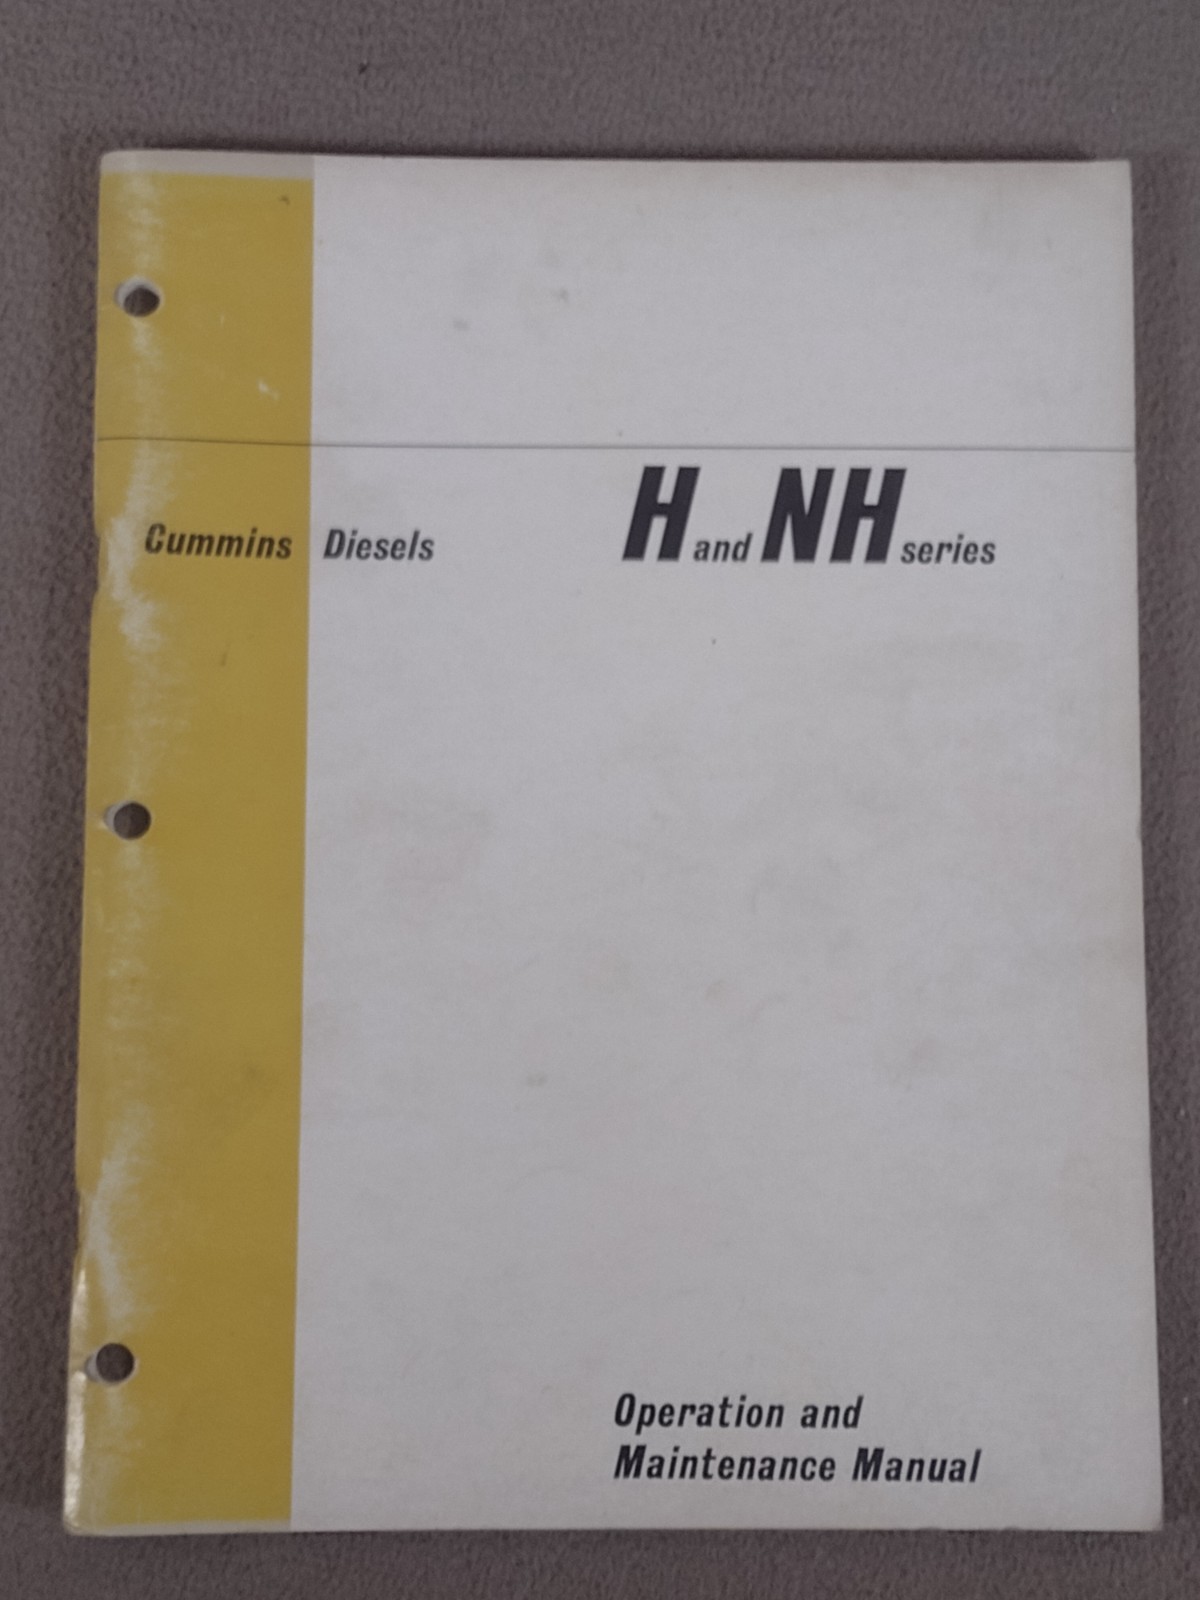 Cummins Diesels H and NH series
Operation and
Maintenance Manual